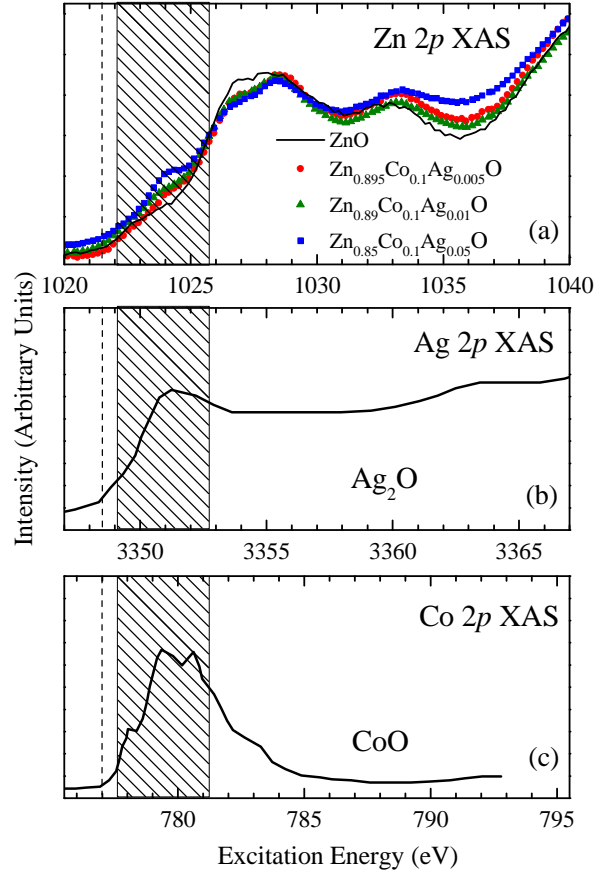 Zn 2p XAS
ZnO
Zn₀.₈₉₅Co₀.₁Ag₀.₀₀₅O
Zn₀.₈₉Co₀.₁Ag₀.₀₁O
Zn₀.₈₅Co₀.₁Ag₀.₀₅O
(a)
1020 1025 1030 1035 1040
Intensity (Arbitrary Units)
Ag 2p XAS
Ag₂O
(b)
3350 3355 3360 3365
Co 2p XAS
CoO
(c)
780 785 790 795
Excitation Energy (eV)